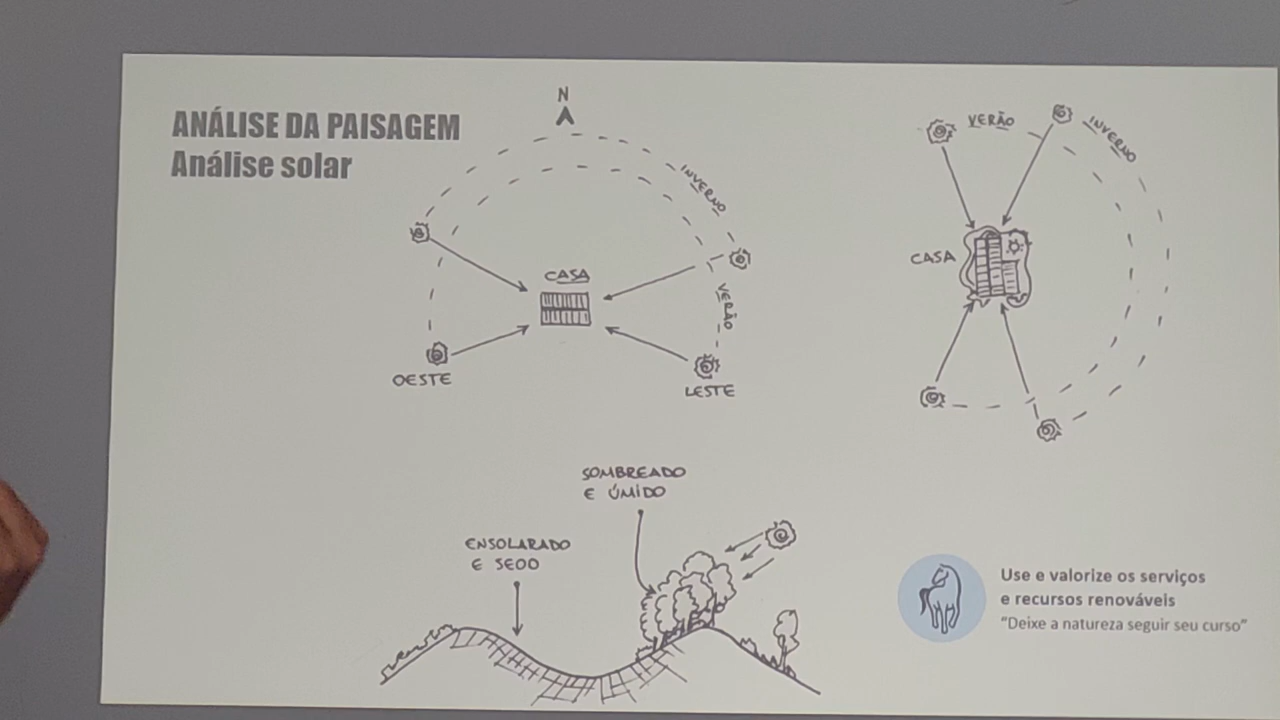 ANÁLISE DA PAISAGEM
Análise solar
N
INVERNO
CASA
VERÃO
OESTE
LESTE
VERÃO
INVERNO
CASA
SOMBREADO
E ÚMIDO
ENSOLARADO
E SECO
Use e valorize os serviços
e recursos renováveis
“Deixe a natureza seguir seu curso”